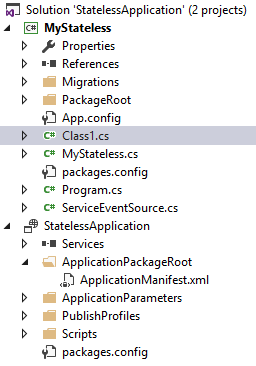 Solution 'StatelessApplication' (2 projects)
C# MyStateless
Properties
References
Migrations
PackageRoot
App.config
C# Class1.cs
C# MyStateless.cs
packages.config
C# Program.cs
C# ServiceEventSource.cs
StatelessApplication
Services
ApplicationPackageRoot
ApplicationManifest.xml
ApplicationParameters
PublishProfiles
Scripts
packages.config